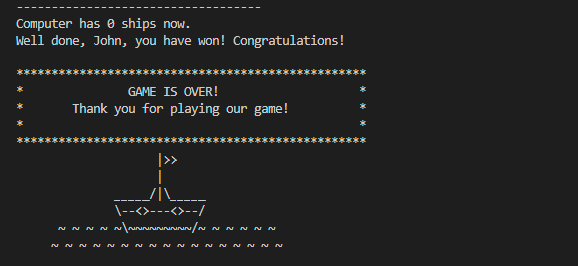 -----------------------------------
Computer has 0 ships now.
Well done, John, you have won! Congratulations!
**************************************************
*               GAME IS OVER!                    *
*       Thank you for playing our game!          *
*                                                *
**************************************************
                    |>>
                    |
              _____/|\_____
              \--<>---<>--/
      ~ ~ ~ ~ ~\~~~~~~~~~/~ ~ ~ ~ ~ ~
     ~ ~ ~ ~ ~ ~ ~ ~ ~ ~ ~ ~ ~ ~ ~ ~ ~